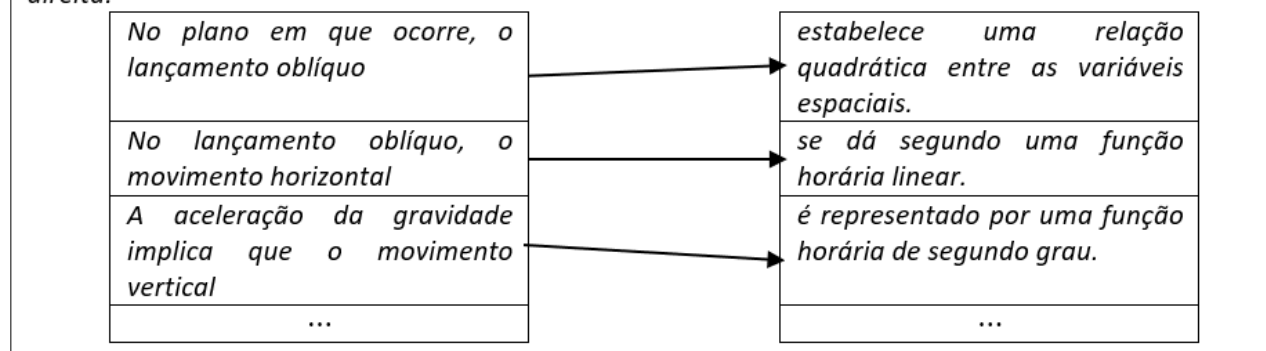 direita.
No plano em que ocorre, o
lançamento oblíquo
estabelece uma relação
quadrática entre as variáveis
espaciais.
No lançamento oblíquo, o
movimento horizontal
se dá segundo uma função
horária linear.
A aceleração da gravidade
implica que o movimento
vertical
é representado por uma função
horária de segundo grau.
...
...